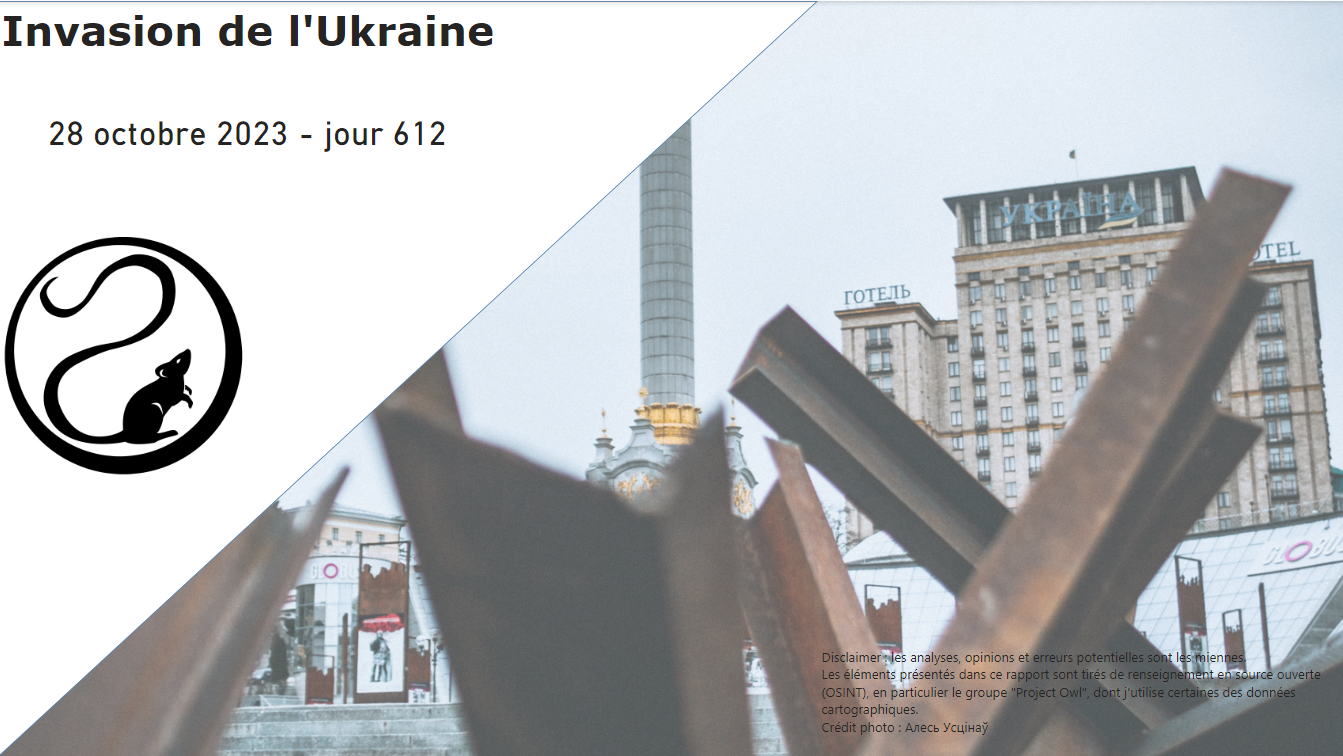 Invasion de l'Ukraine
28 octobre 2023 - jour 612
УКРАЇНА
ГОТЕЛЬ
GLOBUS
Disclaimer : les analyses, opinions et erreurs potentielles sont les miennes.
Les éléments présentés dans ce rapport sont tirés de renseignement en source ouverte
(OSINT), en particulier le groupe "Project Owl", dont j'utilise certaines des données
cartographiques.
Crédit photo : Алесь Усцінаў